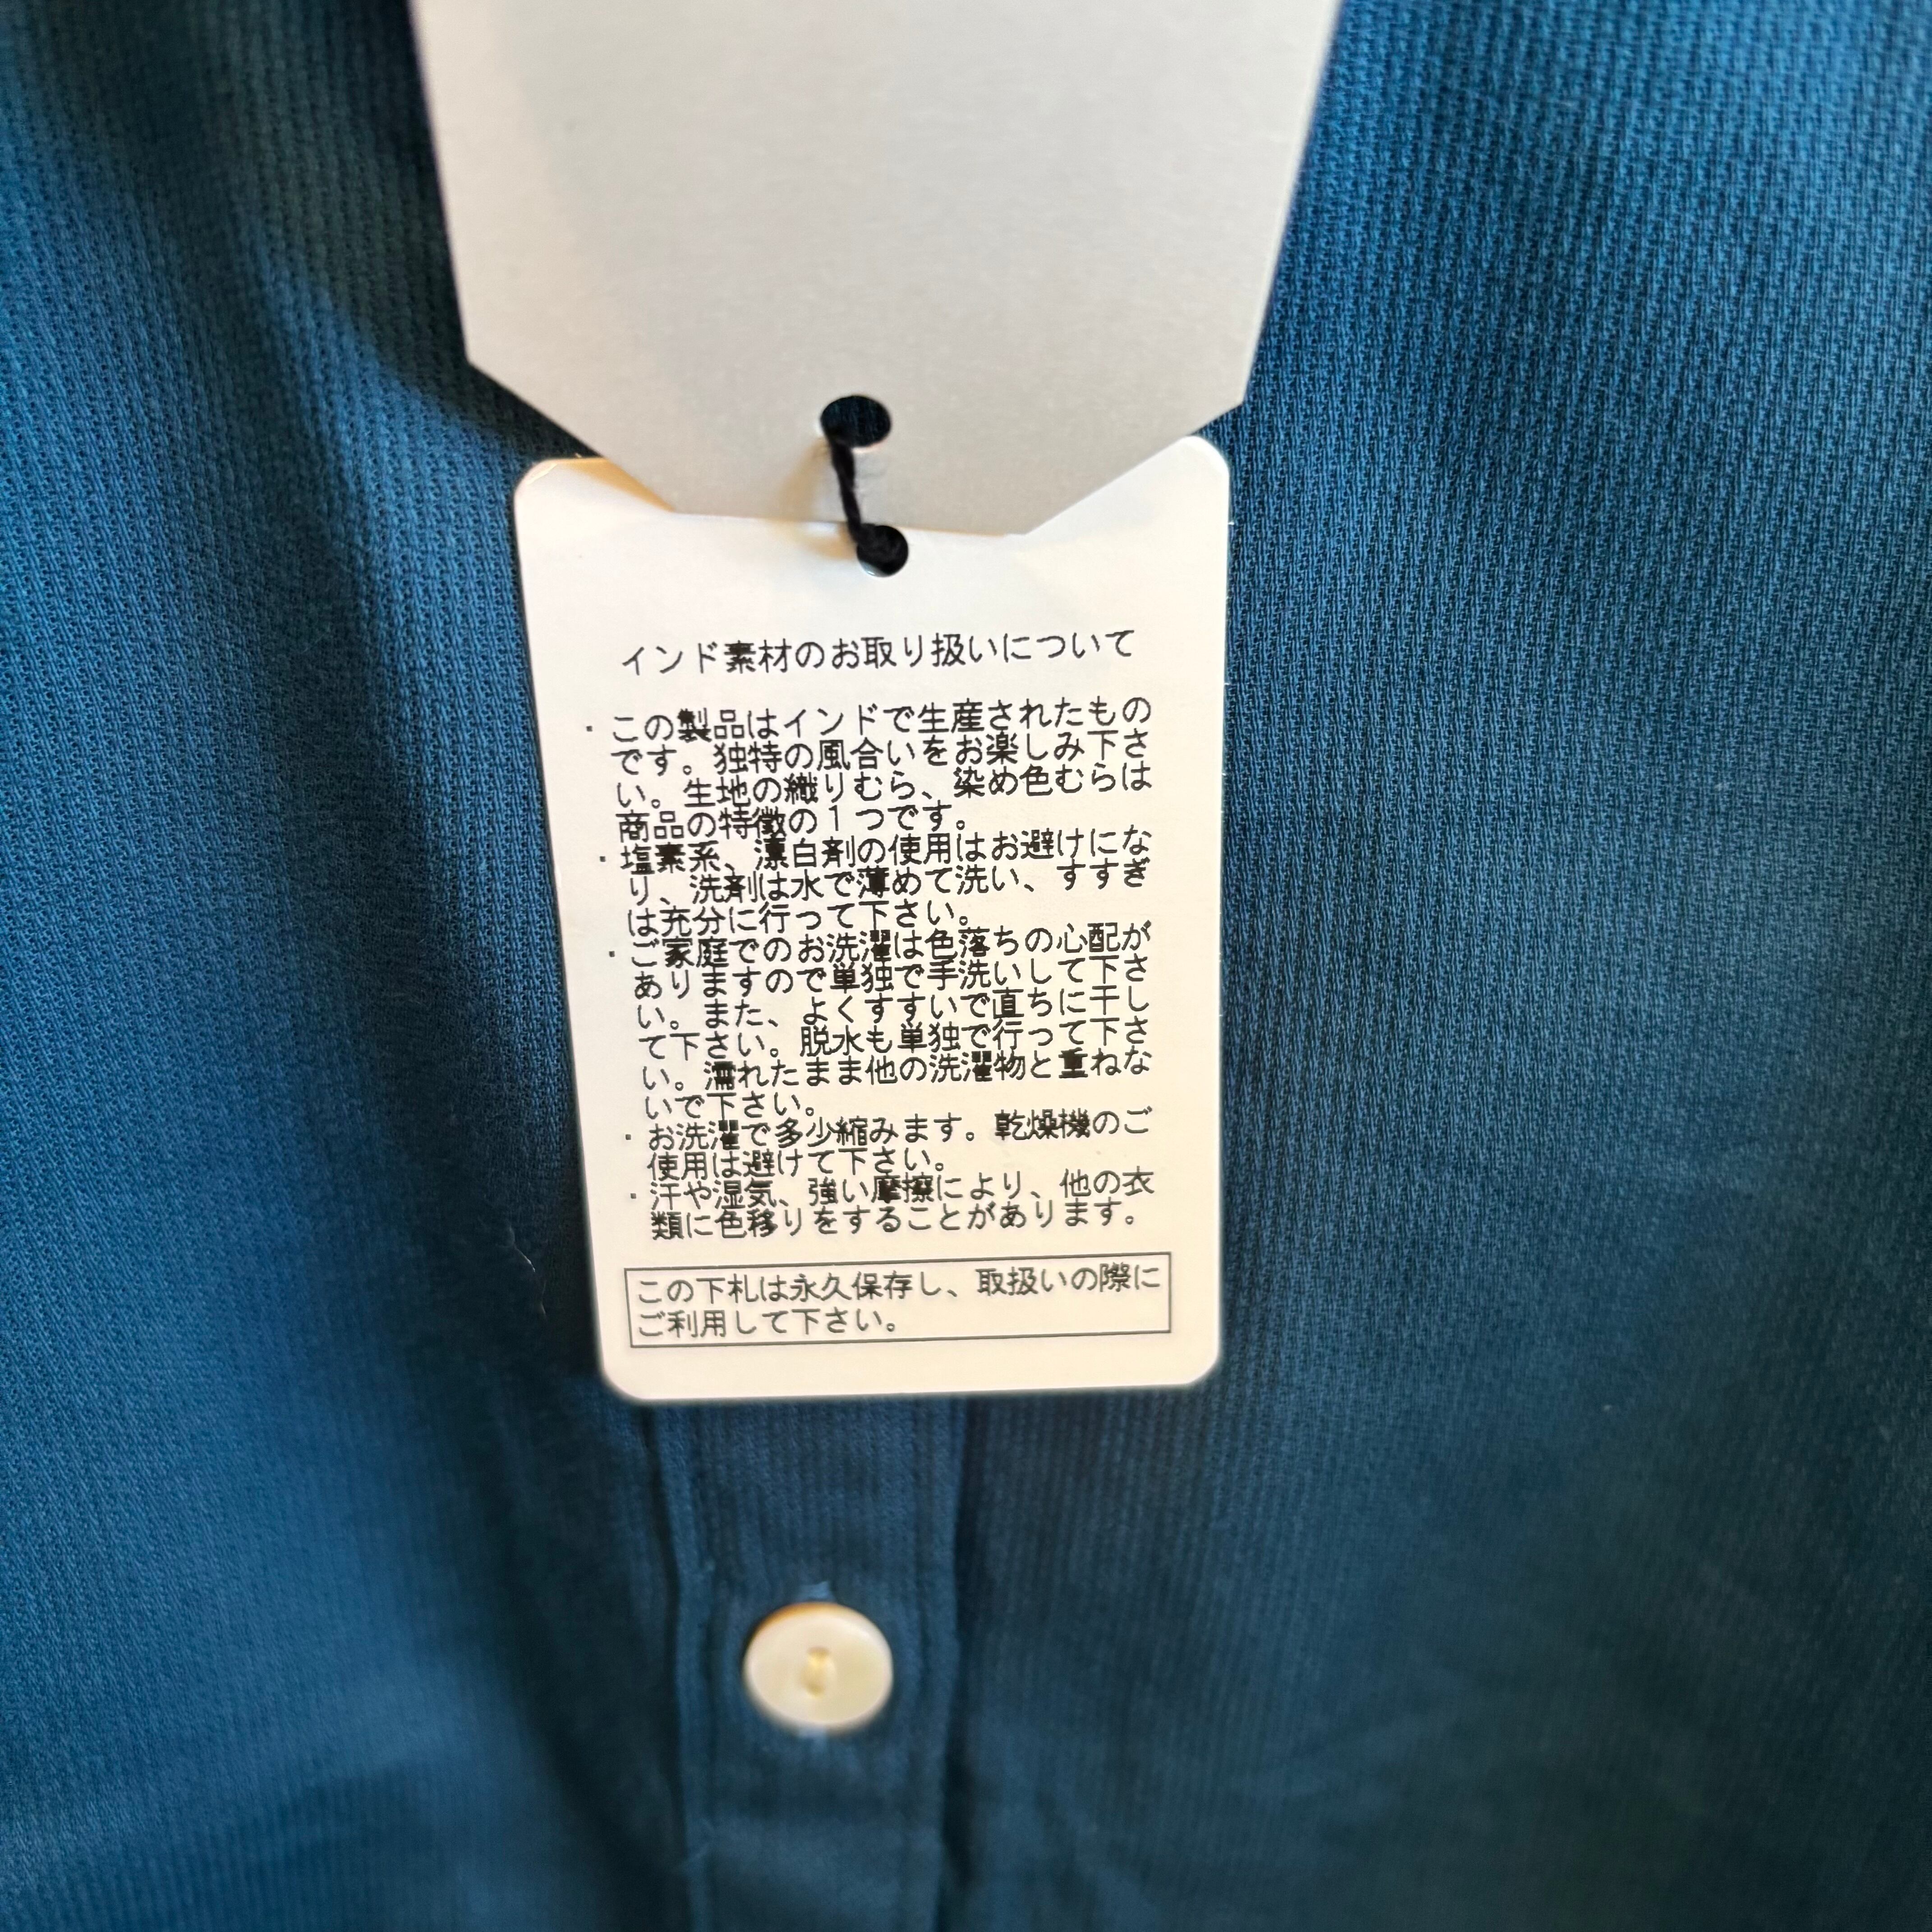 インド素材のお取り扱いについて
・この製品はインドで生産されたもの
です。独特の風合いをお楽しみ下さ
い。生地の織りむら、染め色むらは
商品の特徴の1つです。
・塩素系、漂白剤の使用はお避けにな
り、洗剤は水で薄めて洗い、すすぎ
は充分に行って下さい。
・ご家庭でのお洗濯は色落ちの心配が
ありますので単独で手洗いして下さ
い。また、よくすすいで直ちに干し
て下さい。脱水も単独で行って下さ
い。濡れたまま他の洗濯物と重ねな
いで下さい。
・お洗濯で多少縮みます。乾燥機のご
使用は避けて下さい。
・汗や湿気、強い摩擦により、他の衣
類に色移りをすることがあります。
この下札は永久保存し、取扱いの際に
ご利用して下さい。